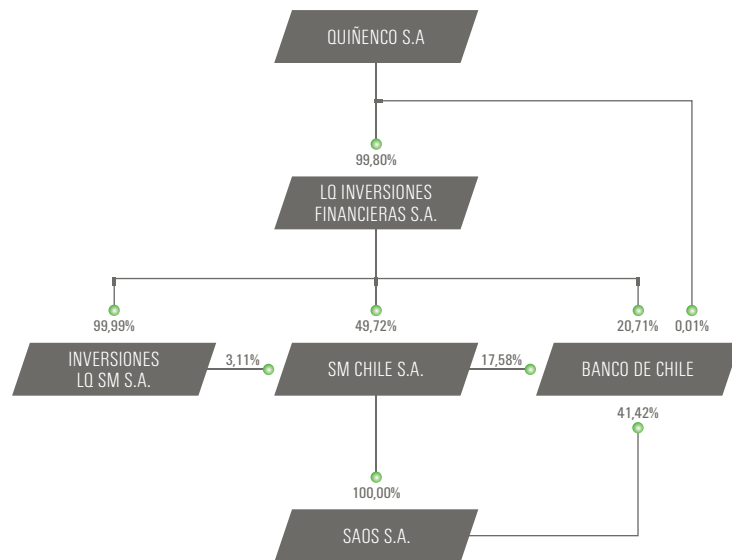 QUIÑENCO S.A
99,80%
LQ INVERSIONES
FINANCIERAS S.A.
99,99%
49,72%
20,71%
0,01%
INVERSIONES
LQ SM S.A.
3,11%
SM CHILE S.A.
17,58%
BANCO DE CHILE
41,42%
100,00%
SAOS S.A.